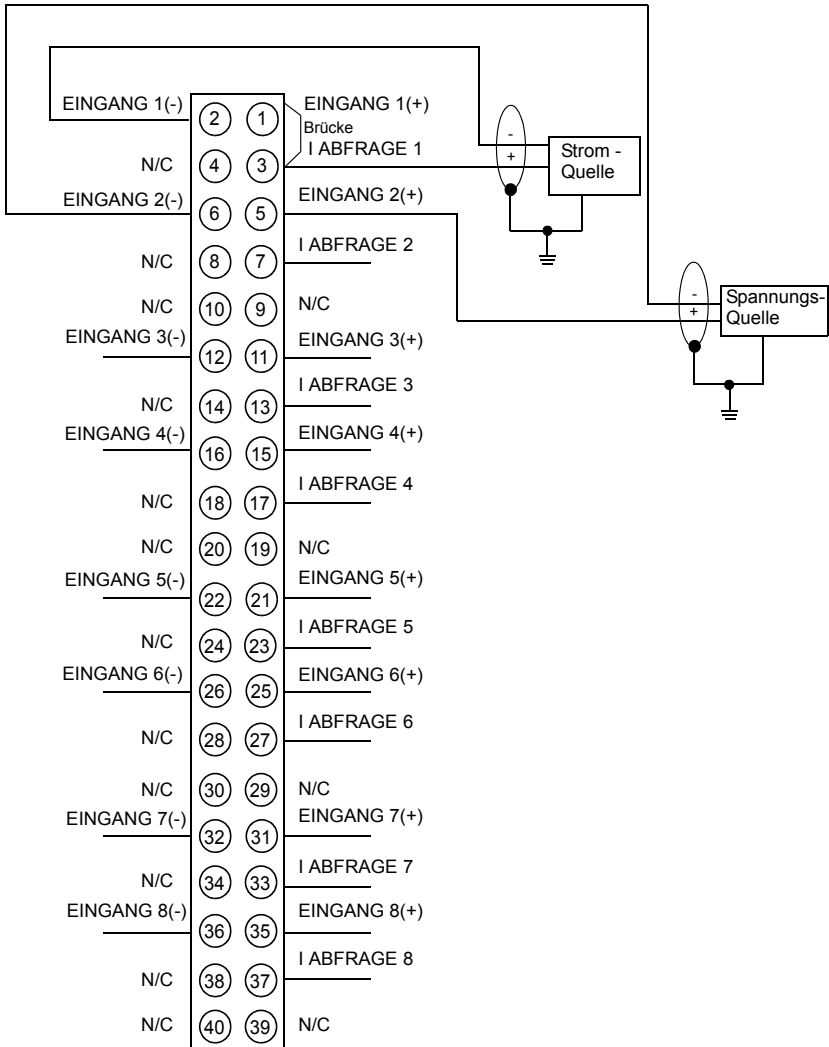 EINGANG 1(-) 2 1 EINGANG 1(+)
Brücke
N/C 4 3 I ABFRAGE 1
EINGANG 2(-) 6 5 EINGANG 2(+)
N/C 8 7 I ABFRAGE 2
N/C 10 9 N/C
EINGANG 3(-) 12 11 EINGANG 3(+)
N/C 14 13 I ABFRAGE 3
EINGANG 4(-) 16 15 EINGANG 4(+)
N/C 18 17 I ABFRAGE 4
N/C 20 19 N/C
EINGANG 5(-) 22 21 EINGANG 5(+)
N/C 24 23 I ABFRAGE 5
EINGANG 6(-) 26 25 EINGANG 6(+)
N/C 28 27 I ABFRAGE 6
N/C 30 29 N/C
EINGANG 7(-) 32 31 EINGANG 7(+)
N/C 34 33 I ABFRAGE 7
EINGANG 8(-) 36 35 EINGANG 8(+)
N/C 38 37 I ABFRAGE 8
N/C 40 39 N/C
-
+
Strom -
Quelle
-
+
Spannungs-
Quelle